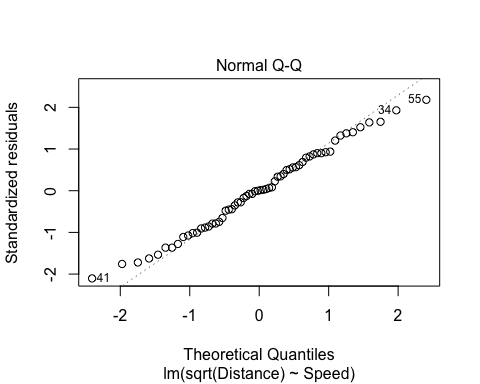 Normal Q-Q
Standardized residuals
2
1
0
-1
-2
34
55
41
-2 -1 0 1 2
Theoretical Quantiles
lm(sqrt(Distance) ~ Speed)